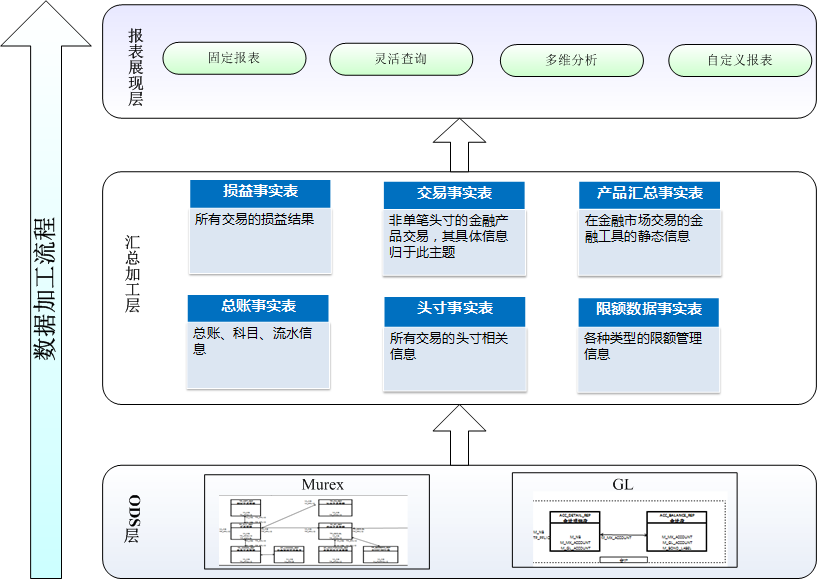 数据加工流程
报表展现层
固定报表
灵活查询
多维分析
自定义报表
汇总加工层
损益事实表
所有交易的损益结果
交易事实表
非单笔头寸的金融产
品交易，其具体信息
归于此主题
产品汇总事实表
在金融市场交易的金
融工具的静态信息
总账事实表
总账、科目、流水信
息
头寸事实表
所有交易的头寸相关
信息
限额数据事实表
各种类型的限额管理
信息
ODS层
Murex
GL
ACC_DETAIL_REP
ACC_BALANCE_REP